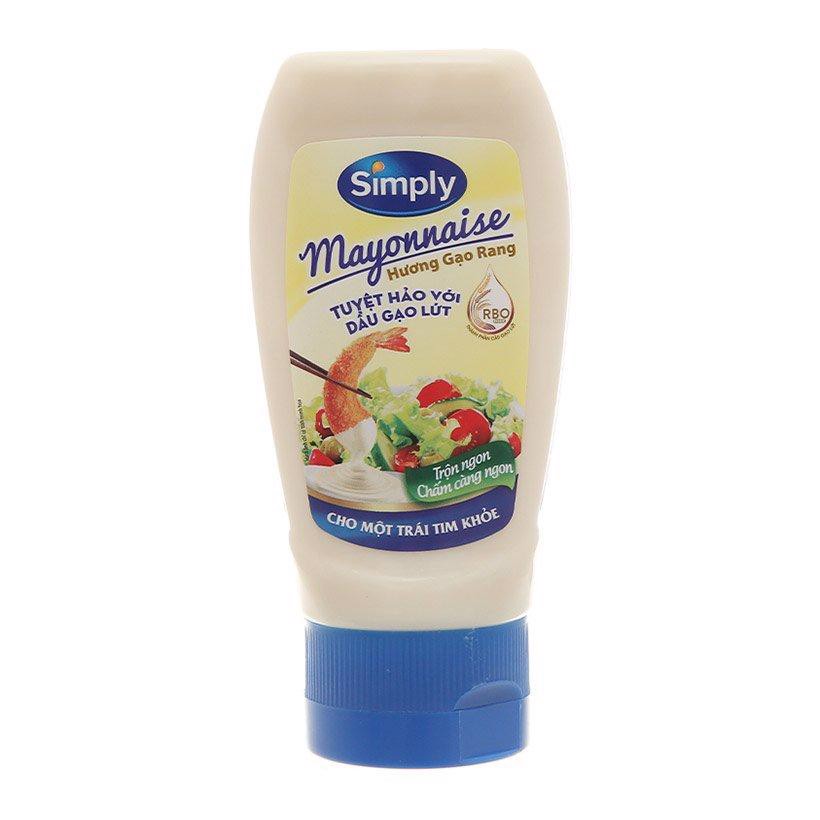 Simply
Mayonnaise
Hương Gạo Rang
TUYỆT HẢO VỚI
DẦU GẠO LỨT
RBO
Trộn ngon
Chấm càng ngon
CHO MỘT TRÁI TIM KHỎE